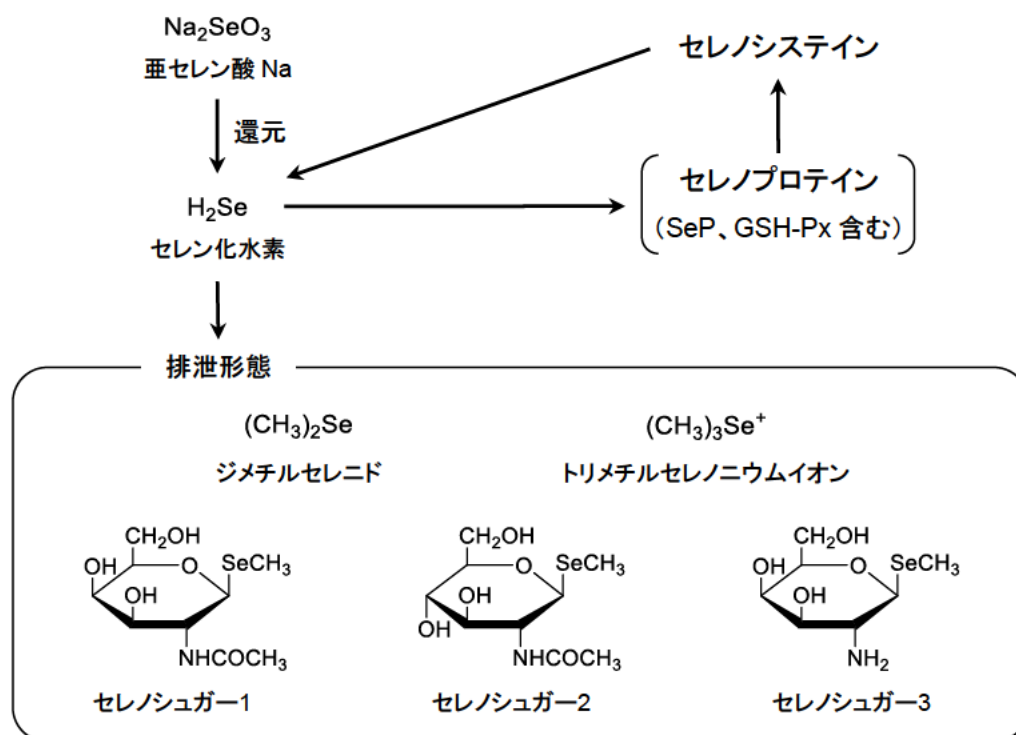 Na₂SeO₃
亜セレン酸 Na
セレノシステイン
還元
H₂Se
セレン化水素
セレノプロテイン
(SeP、GSH-Px 含む)
排泄形態
(CH₃)₂Se
ジメチルセレニド
(CH₃)₃Se⁺
トリメチルセレノニウムイオン
CH₂OH
OH
O
SeCH₃
OH
NHCOCH₃
セレノシュガー1
CH₂OH
O
SeCH₃
OH
OH
NHCOCH₃
セレノシュガー2
CH₂OH
OH
O
SeCH₃
OH
NH₂
セレノシュガー3